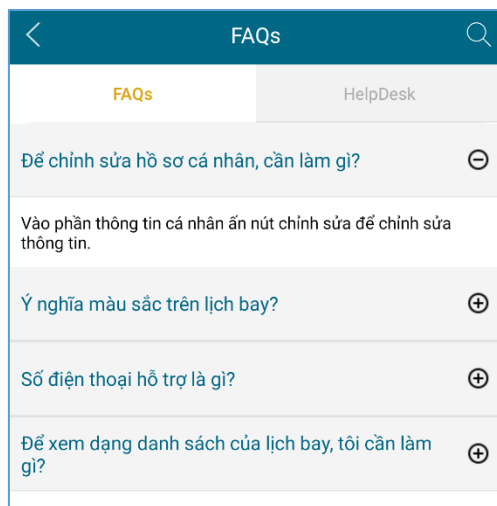 FAQs
FAQs
HelpDesk
Để chỉnh sửa hồ sơ cá nhân, cần làm gì?
Vào phần thông tin cá nhân ấn nút chỉnh sửa để chỉnh sửa
thông tin.
Ý nghĩa màu sắc trên lịch bay?
Số điện thoại hỗ trợ là gì?
Để xem dạng danh sách của lịch bay, tôi cần làm
gì?